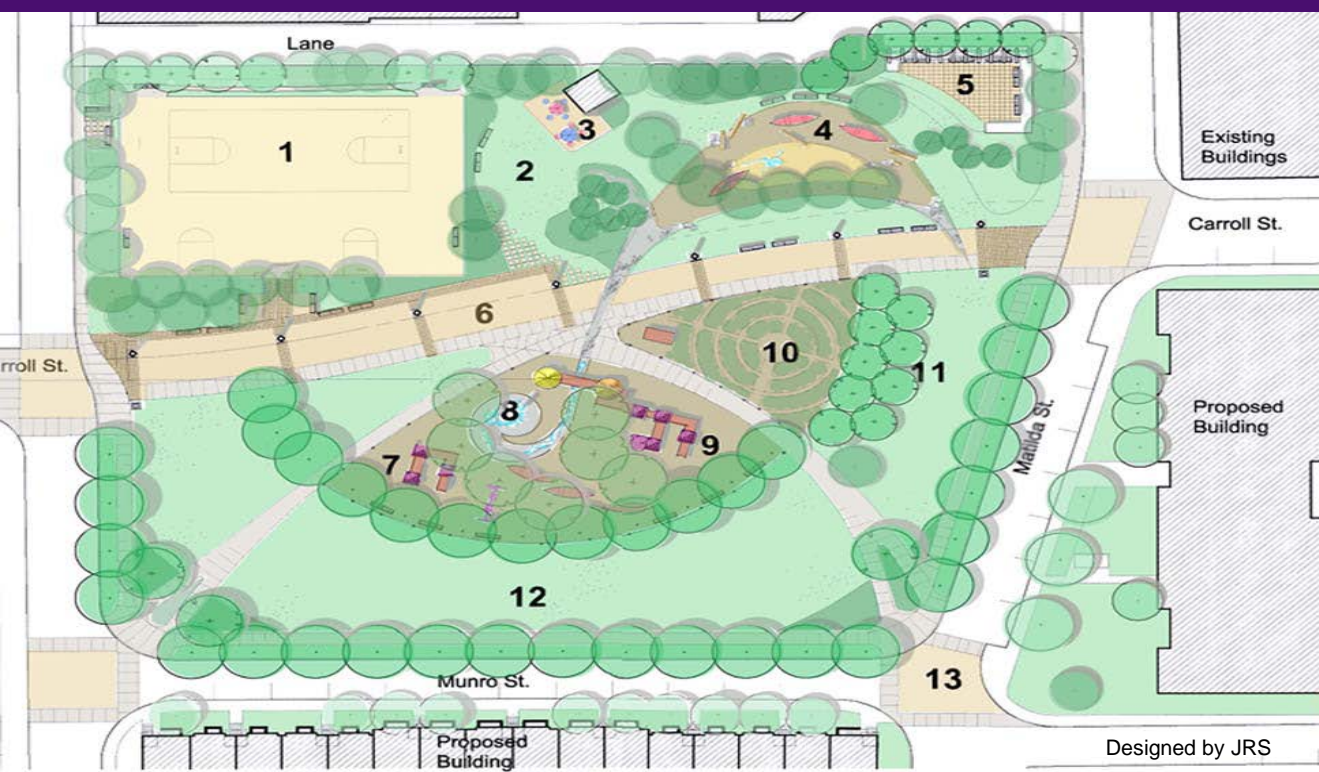 Lane
1
2
3
4
5
Existing
Buildings
Carroll St.
6
rroll St.
10
11
Matilda St.
Proposed
Building
8
7
9
12
13
Munro St.
Proposed
Building
Designed by JRS